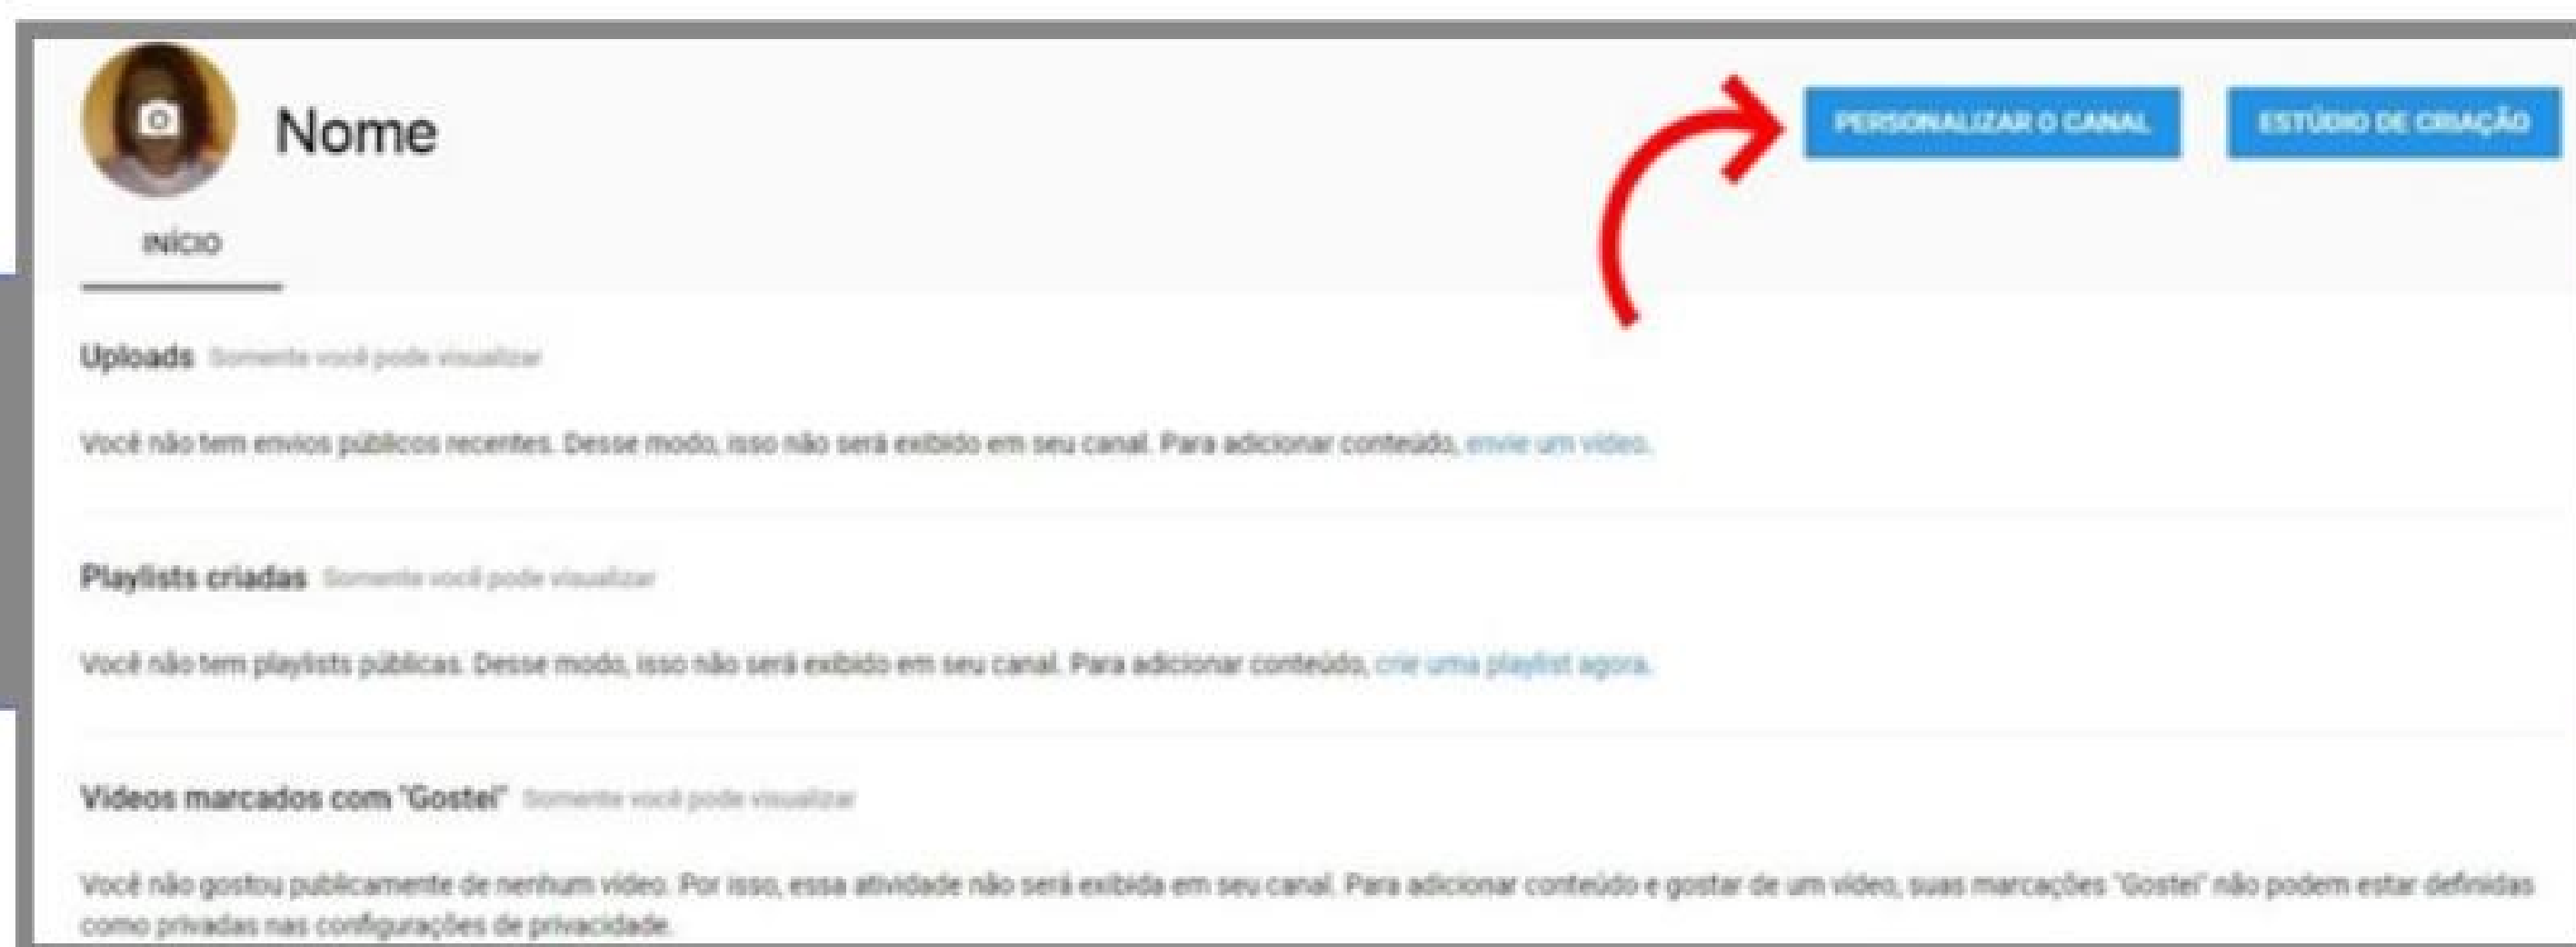 Nome
PERSONALIZAR O CANAL
ESTÚDIO DE CRIAÇÃO
INÍCIO
Uploads Somente você pode visualizar
Você não tem envios públicos recentes. Desse modo, isso não será exibido em seu canal. Para adicionar conteúdo, envie um vídeo.
Playlists criadas Somente você pode visualizar
Você não tem playlists públicas. Desse modo, isso não será exibido em seu canal. Para adicionar conteúdo, crie uma playlist agora.
Vídeos marcados com "Gostei" Somente você pode visualizar
Você não gostou publicamente de nenhum vídeo. Por isso, essa atividade não será exibida em seu canal. Para adicionar conteúdo e gostar de um vídeo, suas marcações "Gostei" não podem estar definidas
como privadas nas configurações de privacidade.